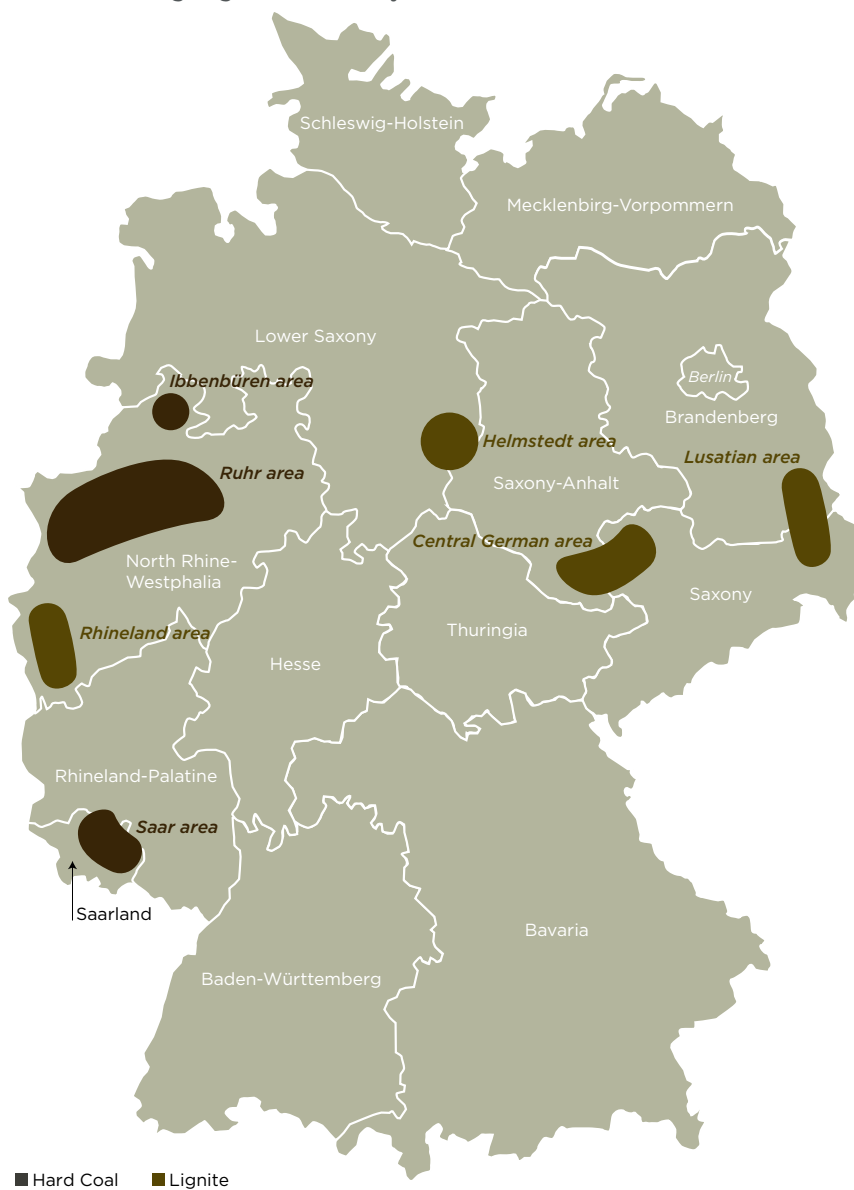 Schleswig-Holstein
Mecklenbirg-Vorpommern
Lower Saxony
Ibbenbüren area
Berlin
Brandenberg
Helmstedt area
Lusatian area
Ruhr area
Saxony-Anhalt
Central German area
North Rhine-
Westphalia
Saxony
Rhineland area
Thuringia
Hesse
Rhineland-Palatine
Saar area
Saarland
Bavaria
Baden-Württemberg
Hard Coal
Lignite